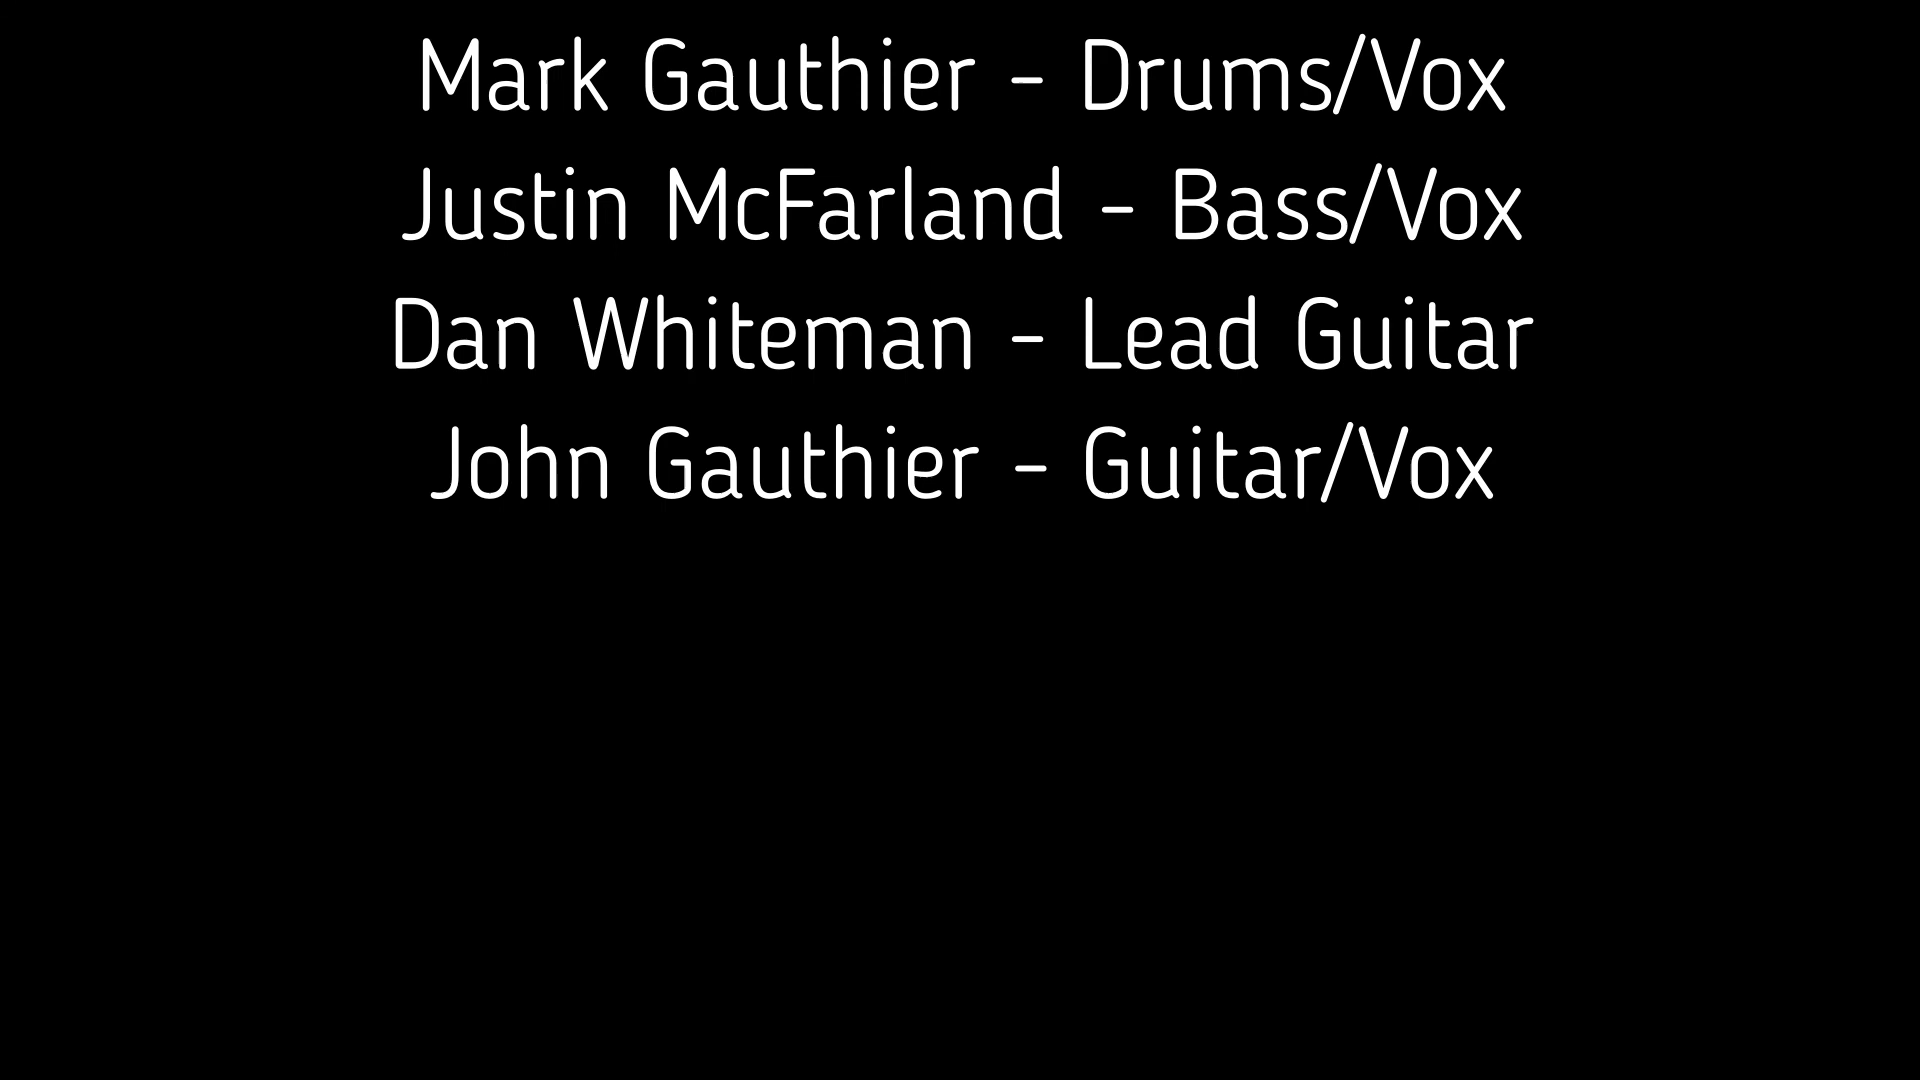 Mark Gauthier - Drums/Vox
Justin McFarland - Bass/Vox
Dan Whiteman - Lead Guitar
John Gauthier - Guitar/Vox